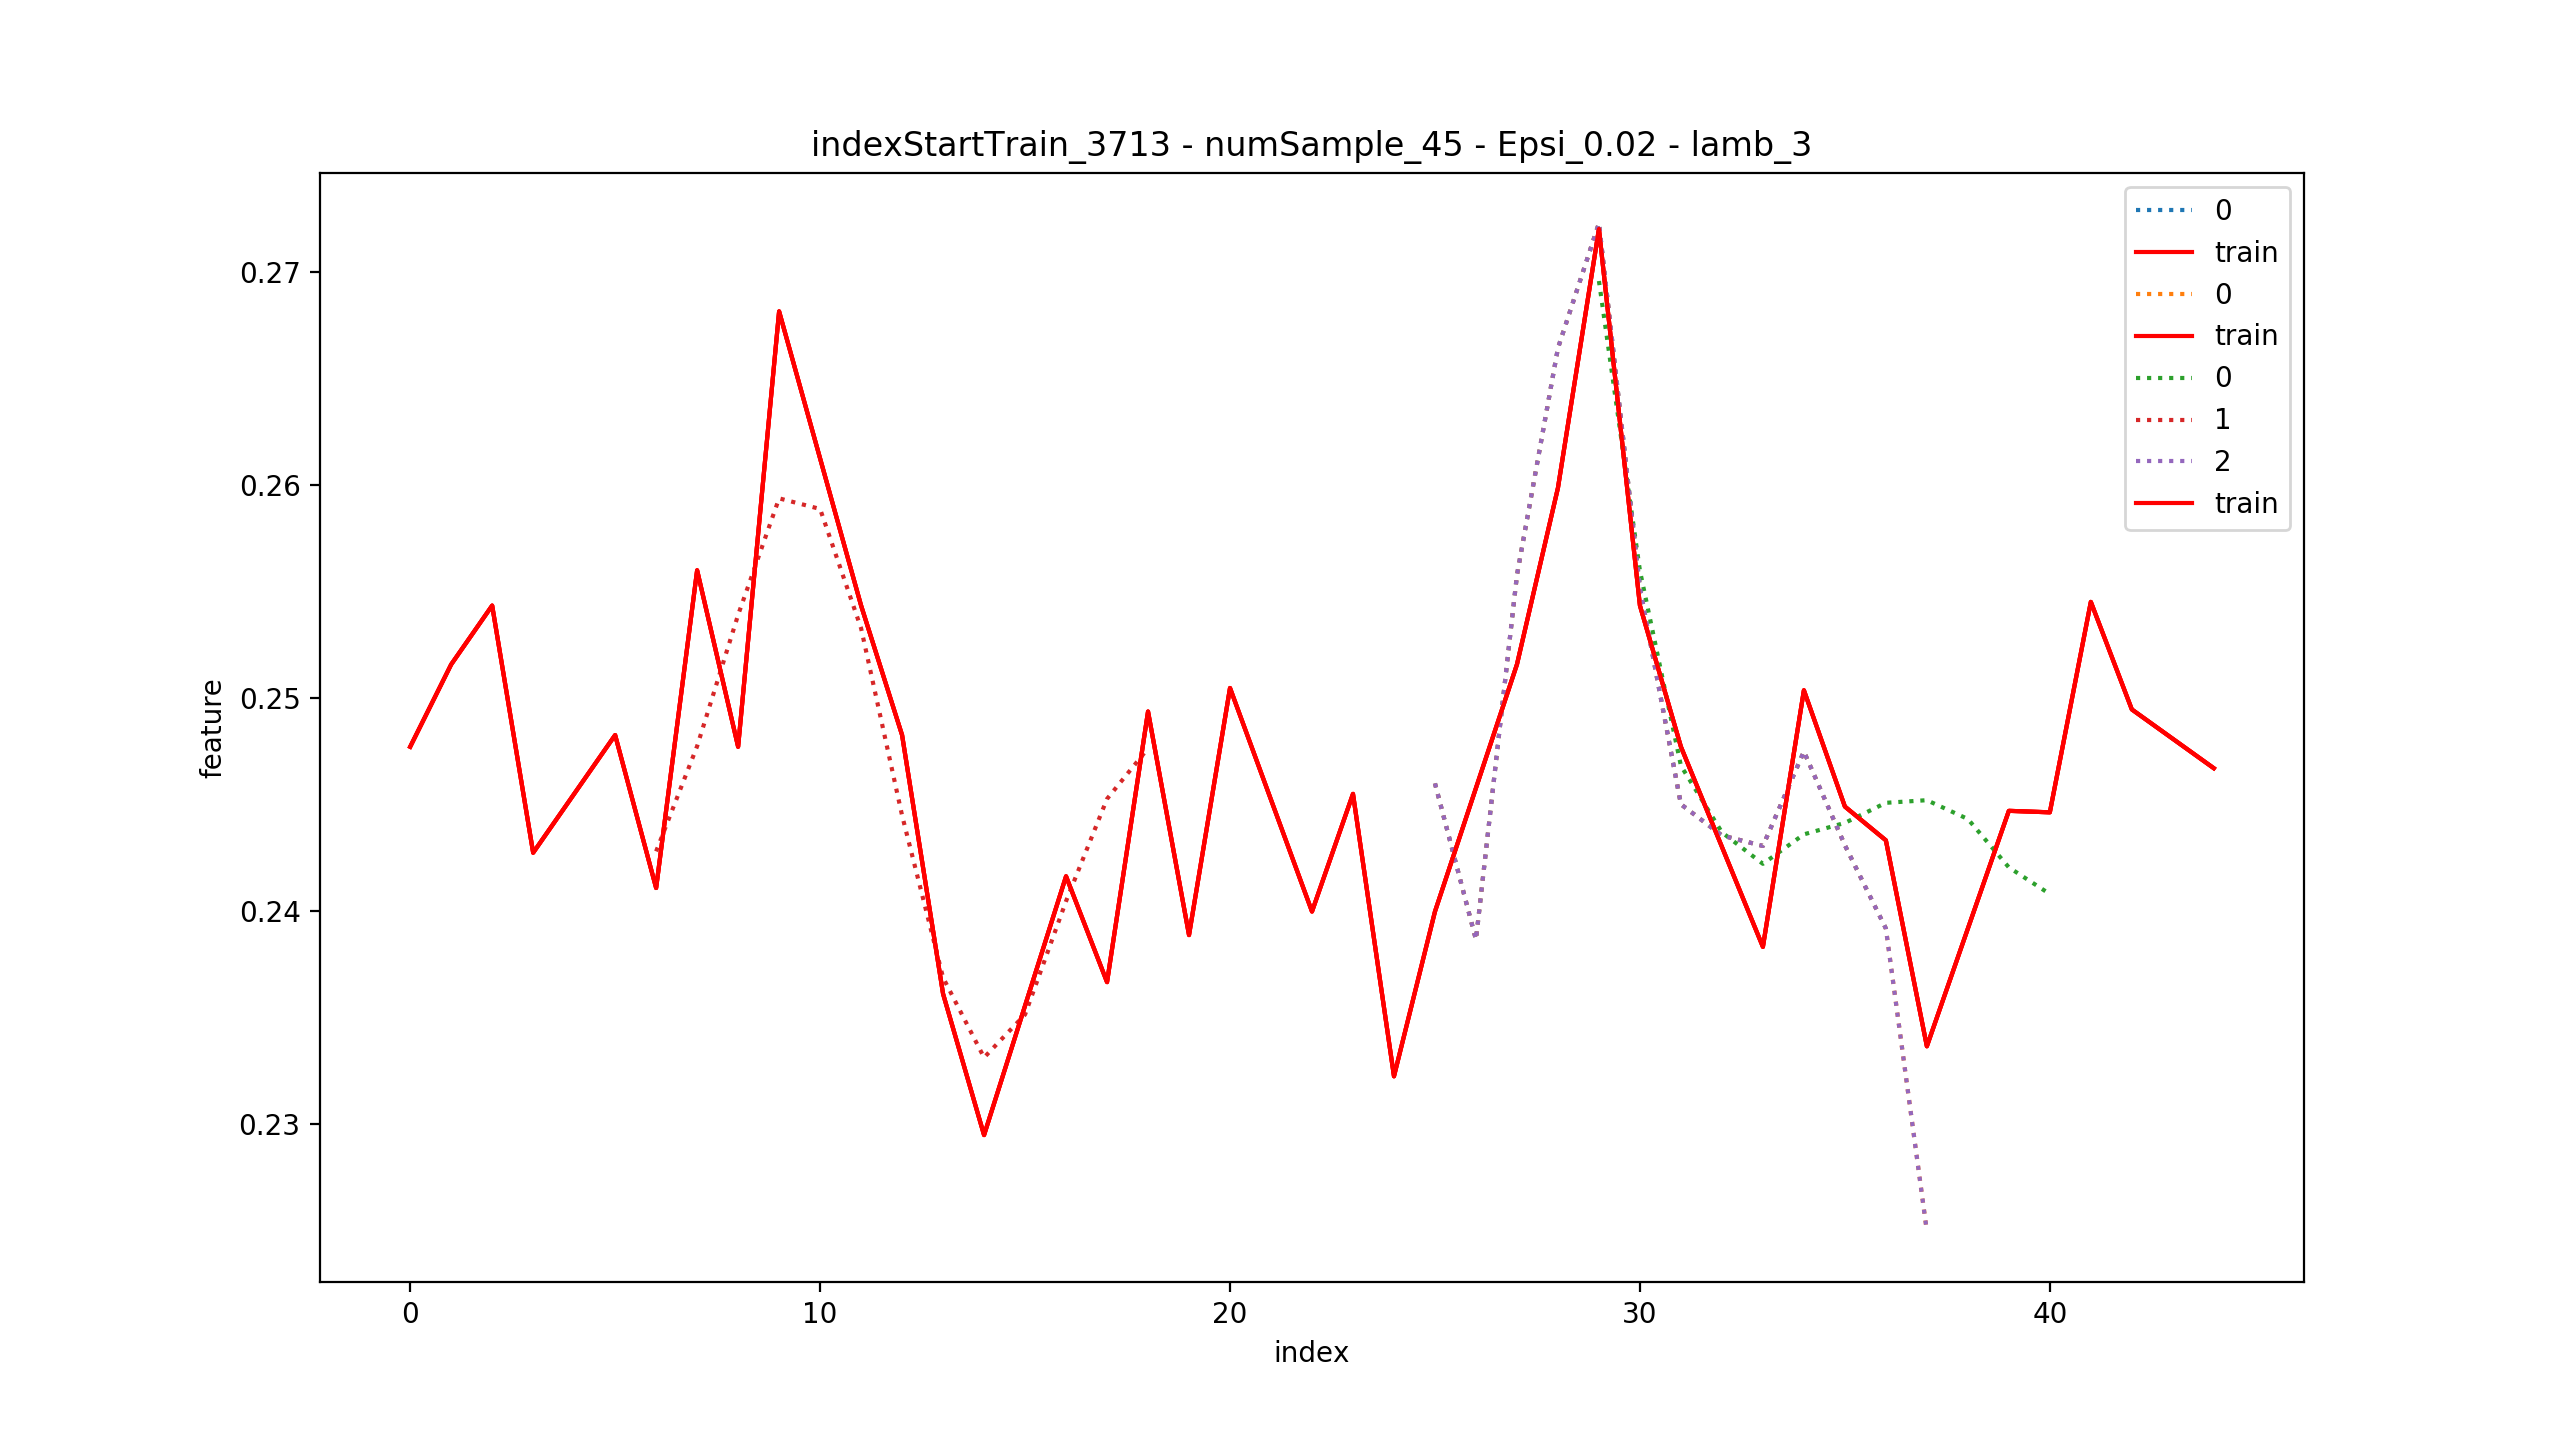 indexStartTrain_3713 - numSample_45 - Epsi_0.02 - lamb_3
0
train
0
train
0
1
2
train
0.27
0.26
0.25
0.24
0.23
feature
0 10 20 30 40
index